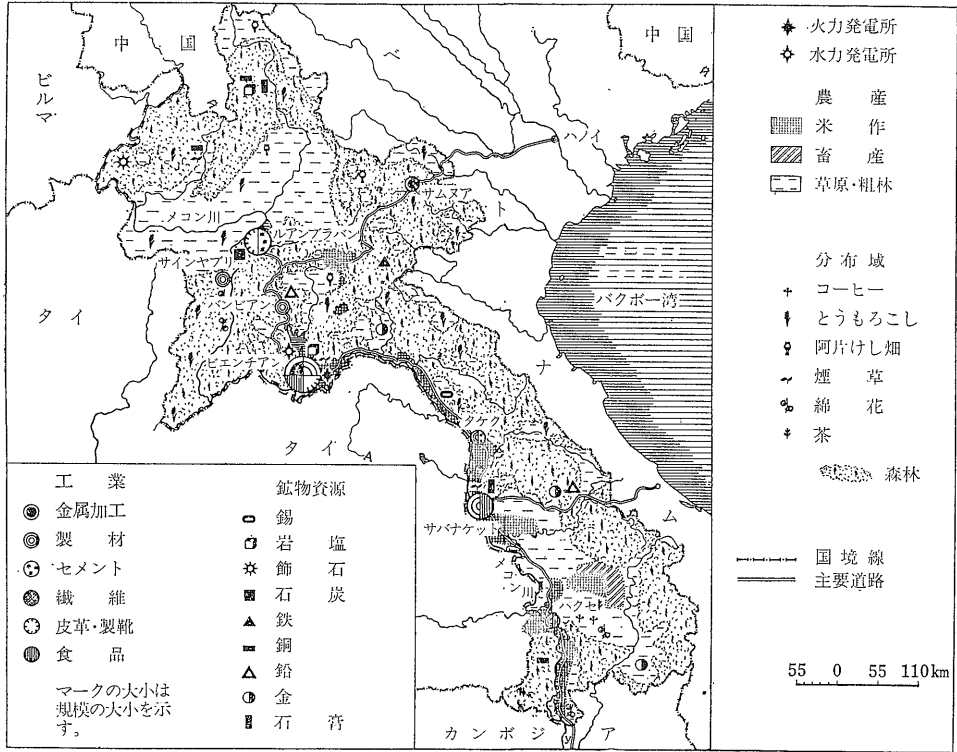 中国
ビルマ
ベ
中国
ハノイ
サムヌア
ト
メコン川
ルアンプラバン
サインヤブリ
バンビアン
バクボー湾
タイ
ビエンチアン
ナ
タケク
タイ
サバナケット
ム
メコン川
ハクセ
カンボジア
火力発電所
水力発電所
農産
米作
畜産
草原・粗林
分布域
コーヒー
とうもろこし
阿片けし畑
煙草
綿花
茶
森林
国境線
主要道路
55 0 55 110km
工業
金属加工
製材
セメント
繊維
皮革・製靴
食品
マークの大小は
規模の大小を示
す。
鉱物資源
錫
岩塩
飾石
石炭
鉄
銅
鉛
金
石膏